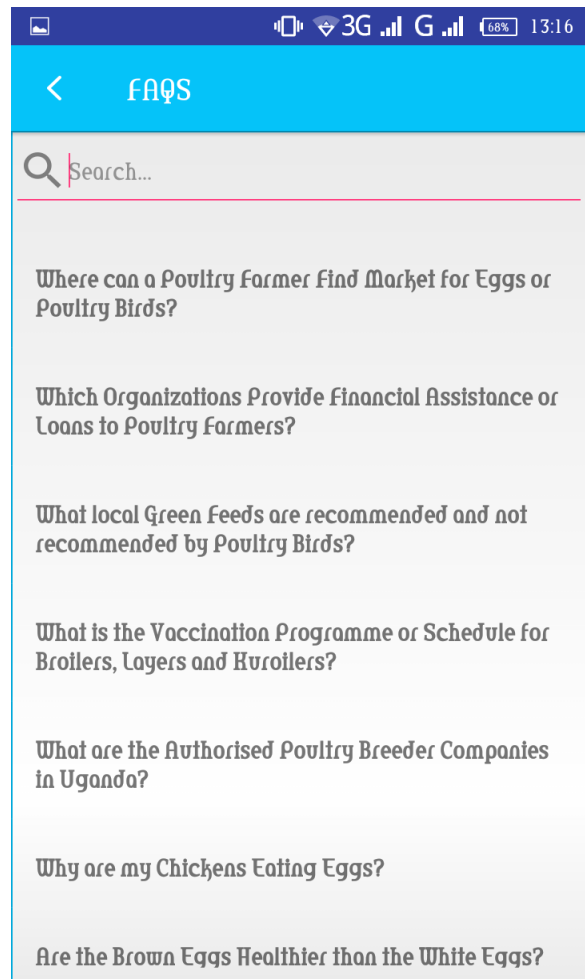 3G G 68% 13:16
FAQS
Search...
Where can a Poultry Farmer Find Market for Eggs or
Poultry Birds?
Which Organizations Provide Financial Assistance or
Loans to Poultry Farmers?
What local Green Feeds are recommended and not
recommended by Poultry Birds?
What is the Vaccination Programme or Schedule for
Broilers, Layers and Kuroilers?
What are the Authorised Poultry Breeder Companies
in Uganda?
Why are my Chickens Eating Eggs?
Are the Brown Eggs Healthier than the White Eggs?